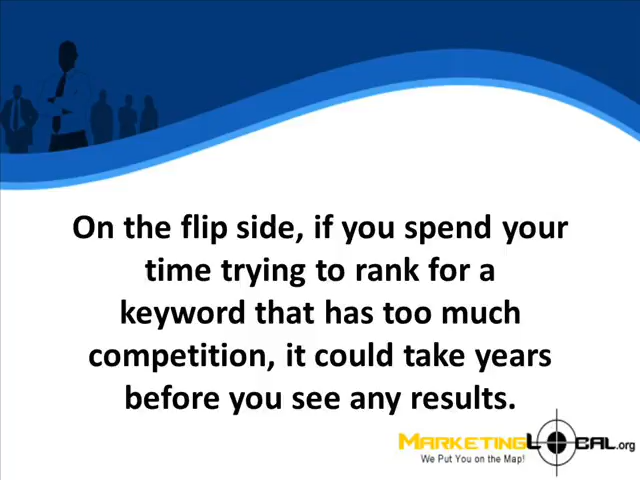 On the flip side, if you spend your
time trying to rank for a
keyword that has too much
competition, it could take years
before you see any results.
MARKETINGLOCAL.org
We Put You on the Map!